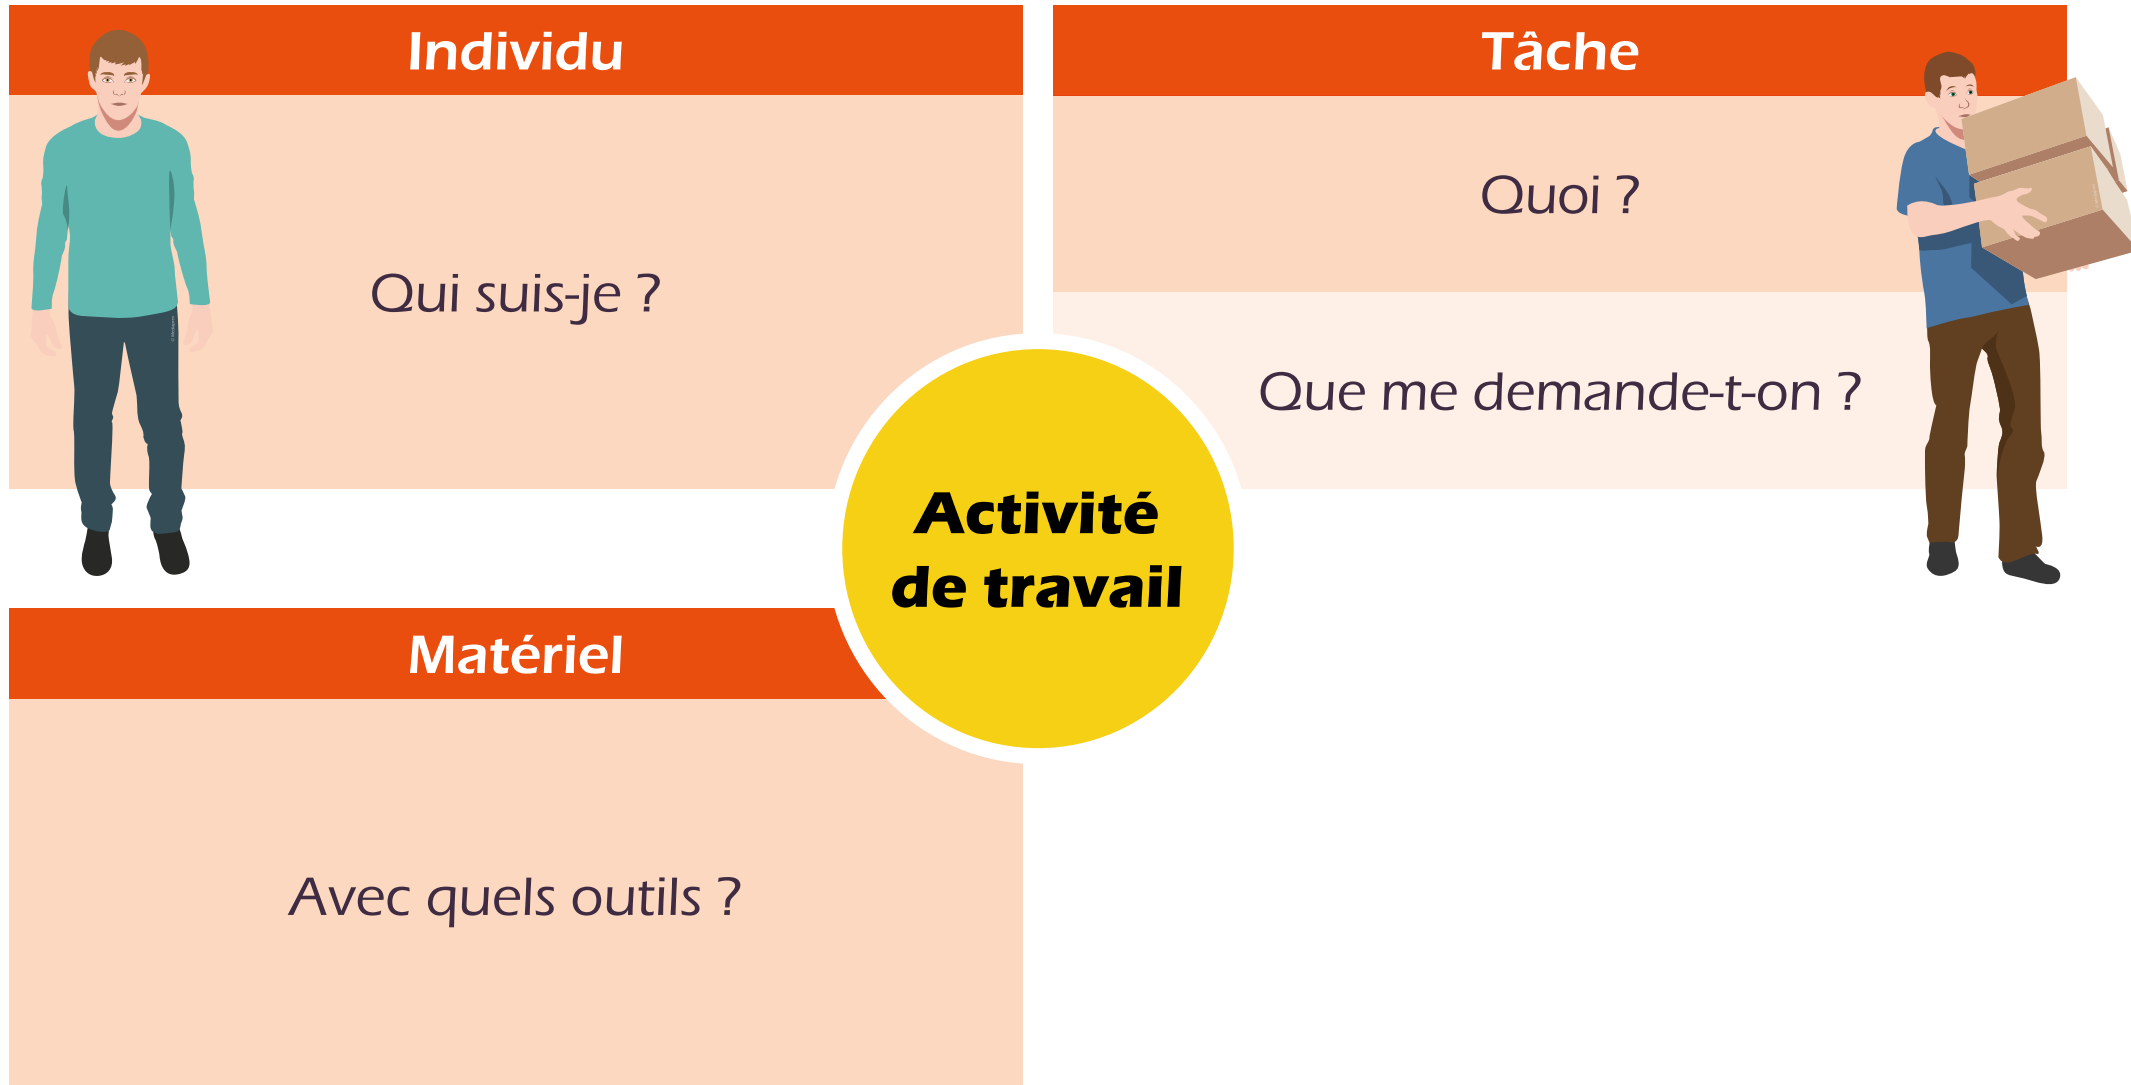 Individu
Qui suis-je ?
Tâche
Quoi ?
Que me demande-t-on ?
Activité
de travail
Matériel
Avec quels outils ?